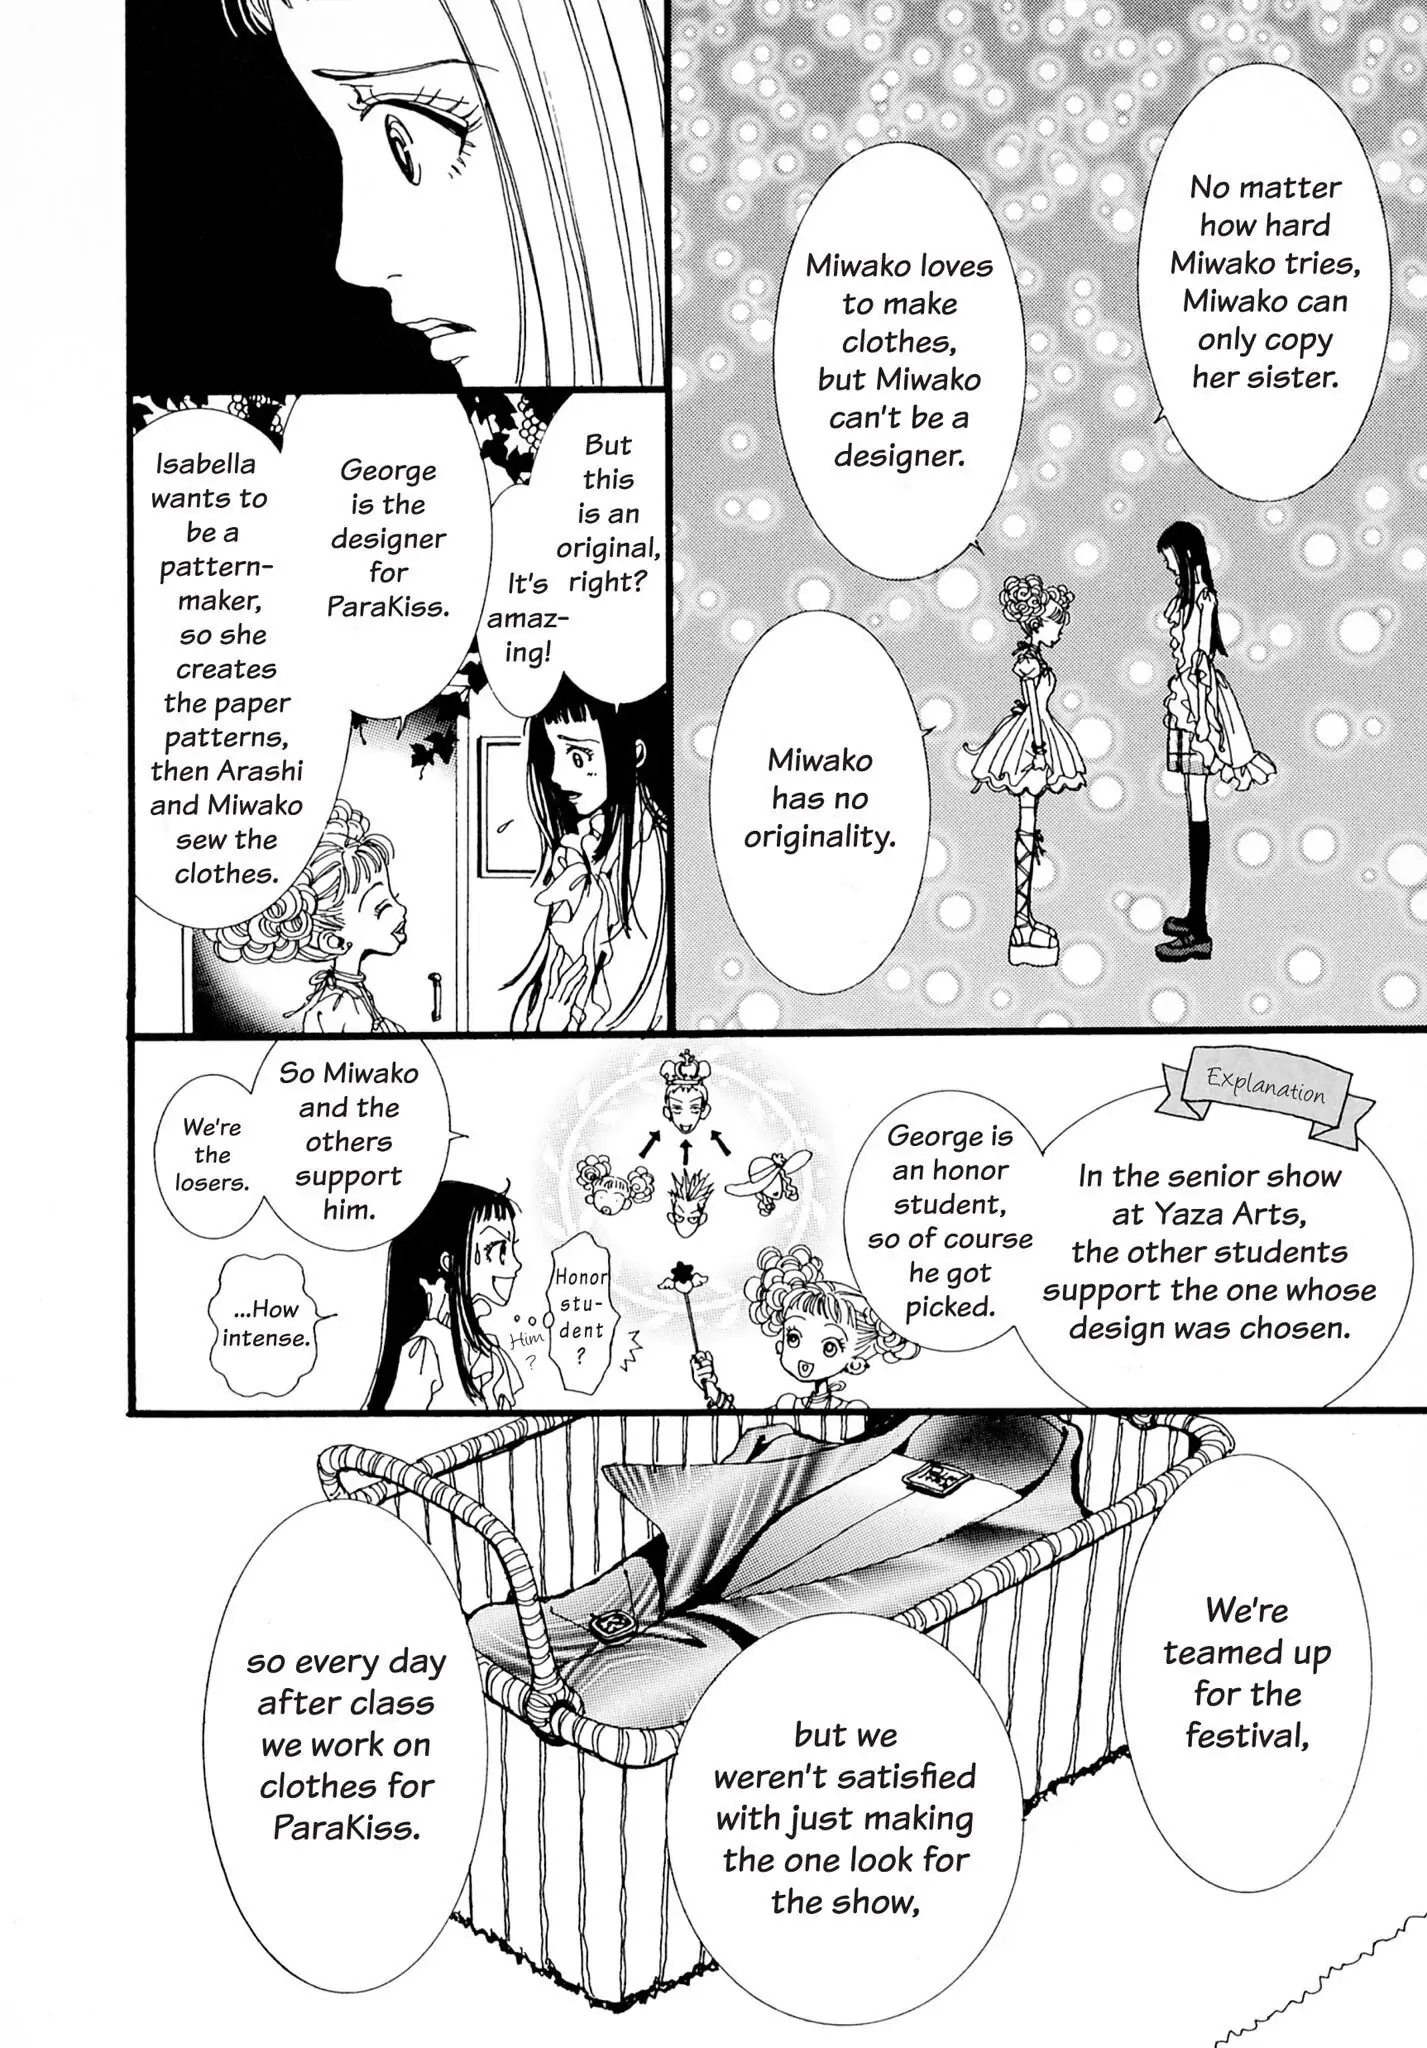 No matter
how hard
Miwako tries,
Miwako can
only copy
her sister.
Miwako loves
to make
clothes,
but Miwako
can't be a
designer.
Miwako
has no
originality.
But
this
is an
original,
right?
It's
amaz-
ing!
George
is the
designer
for
ParaKiss.
Isabella
wants to
be a
pattern-
maker,
so she
creates
the paper
patterns,
then Arashi
and Miwako
sew the
clothes.
Explanation
In the senior show
at Yaza Arts,
the other students
support the one whose
design was chosen.
George is
an honor
student,
so of course
he got
picked.
Honor
stu-
dent
?
Him
?
So Miwako
and the
others
support
him.
We're
the
losers.
...How
intense.
We're
teamed up
for the
festival,
but we
weren't satisfied
with just making
the one look for
the show,
so every day
after class
we work on
clothes for
ParaKiss.